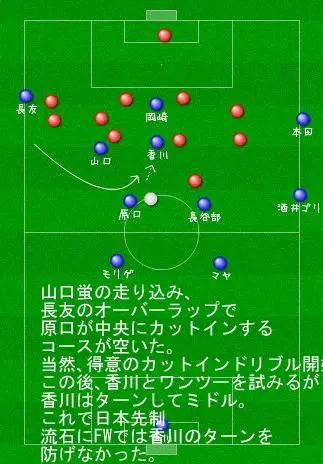 長友
岡崎
本田
山口
香川
原口
長谷部
酒井ゴリ
モリゲ
マヤ
山口蛍の走り込み、
長友のオーバーラップで
原口が中央にカットインする
コースが空いた。
当然、得意のカットインドリブル開始
この後、香川とワンツーを試みるが
香川はターンしてミドル。
これで日本先制
流石にFWでは香川のターンを
防げなかった。